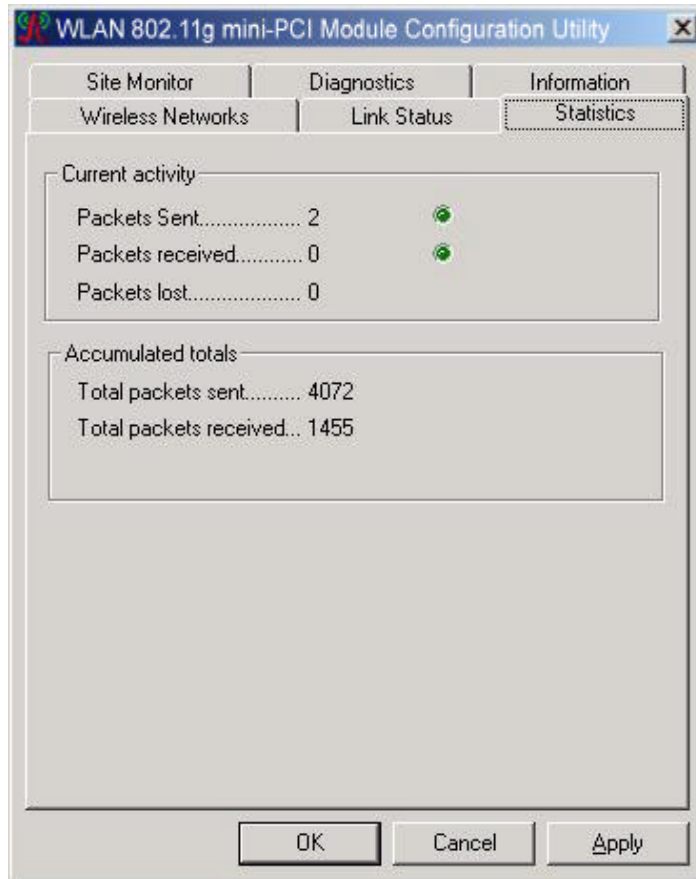 WLAN 802.11g mini-PCI Module Configuration Utility
Site Monitor Diagnostics Information
Wireless Networks Link Status Statistics
Current activity
Packets Sent................... 2
Packets received............ 0
Packets lost..................... 0
Accumulated totals
Total packets sent.......... 4072
Total packets received... 1455
OK Cancel Apply